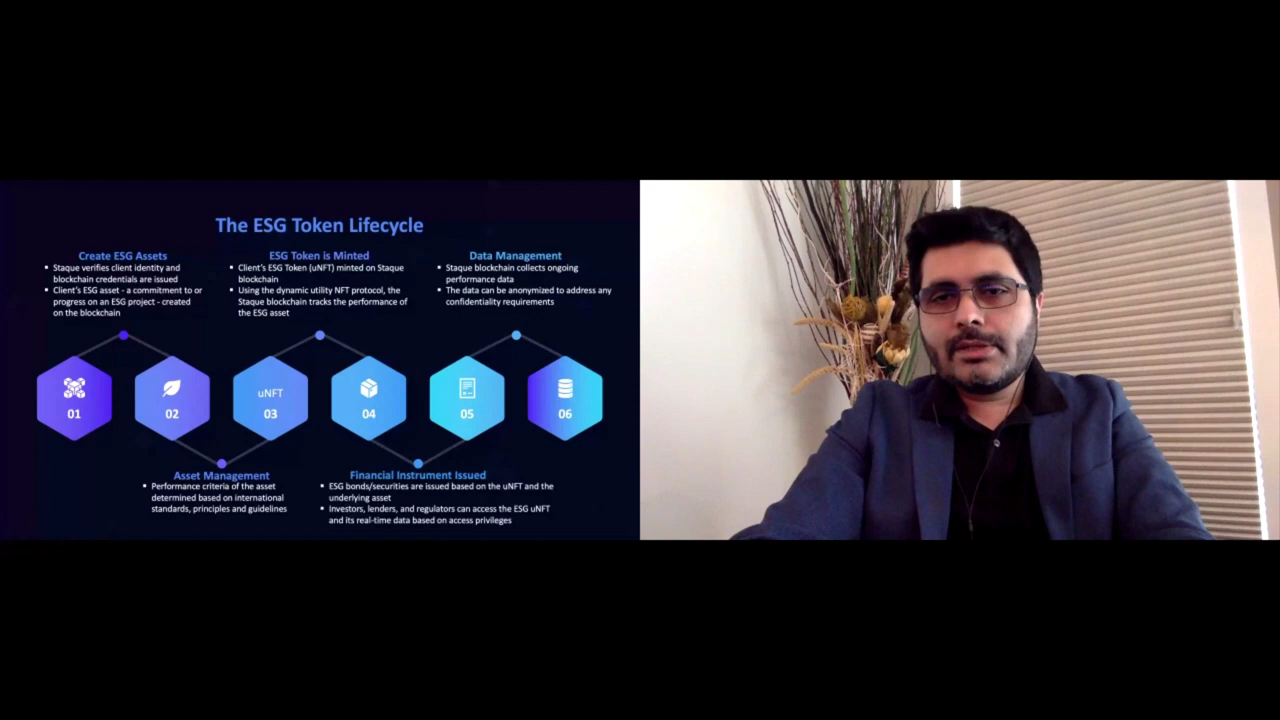 The ESG Token Lifecycle
Create ESG Assets
▪ Staque verifies client identity and
blockchain credentials are issued
▪ Client's ESG asset - a commitment to or
progress on an ESG project - created
on the blockchain
ESG Token is Minted
▪ Client's ESG Token (uNFT) minted on Staque
blockchain
▪ Using the dynamic utility NFT protocol, the
Staque blockchain tracks the performance of
the ESG asset
Data Management
▪ Staque blockchain collects ongoing
performance data
▪ The data can be anonymized to address any
confidentiality requirements
01
02
uNFT
03
04
05
06
Asset Management
▪ Performance criteria of the asset
determined based on international
standards, principles and guidelines
Financial Instrument Issued
▪ ESG bonds/securities are issued based on the uNFT and the
underlying asset
▪ Investors, lenders, and regulators can access the ESG uNFT
and its real-time data based on access privileges